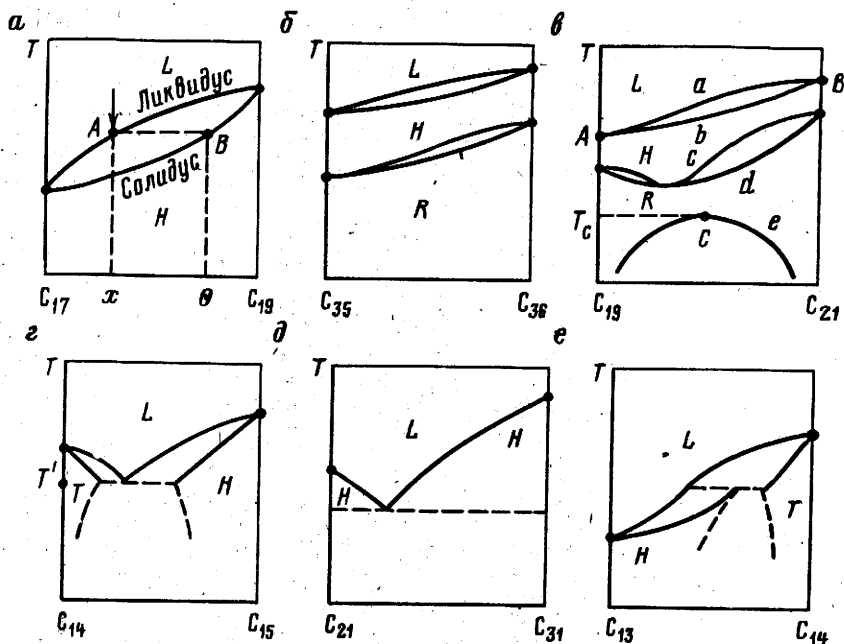 а
T
L
Ликвидус
A
B
Солидус
H
C17
x
θ
C19
б
L
H
R
C35
C36
в
T
L
a
B
A
b
H
c
R
d
Tc
C
e
C19
C21
г
T
L
T'
T
H
C14
C15
д
T
L
H
H
C21
C31
е
T
L
T
H
C13
C14